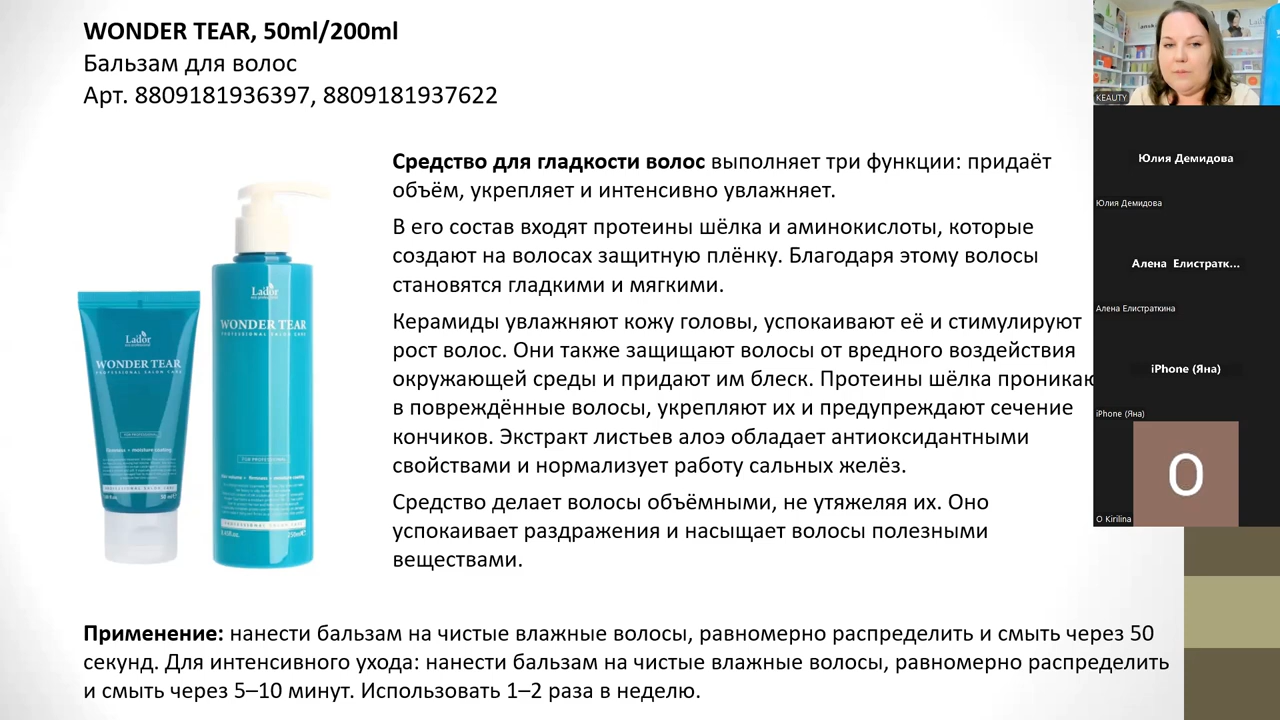 WONDER TEAR, 50ml/200ml
Бальзам для волос
Арт. 8809181936397, 8809181937622
Средство для гладкости волос выполняет три функции: придаёт
объём, укрепляет и интенсивно увлажняет.
В его состав входят протеины шёлка и аминокислоты, которые
создают на волосах защитную плёнку. Благодаря этому волосы
становятся гладкими и мягкими.
Керамиды увлажняют кожу головы, успокаивают её и стимулируют
рост волос. Они также защищают волосы от вредного воздействия
окружающей среды и придают им блеск. Протеины шёлка проникаю
в повреждённые волосы, укрепляют их и предупреждают сечение
кончиков. Экстракт листьев алоэ обладает антиоксидантными
свойствами и нормализует работу сальных желёз.
Средство делает волосы объёмными, не утяжеляя их. Оно
успокаивает раздражения и насыщает волосы полезными
веществами.
Применение: нанести бальзам на чистые влажные волосы, равномерно распределить и смыть через 50
секунд. Для интенсивного ухода: нанести бальзам на чистые влажные волосы, равномерно распределить
и смыть через 5–10 минут. Использовать 1–2 раза в неделю.
Lador
WONDER TEAR
PROFESSIONAL SALON CARE
Lador
WONDER TEAR
PROFESSIONAL SALON CARE
KEAUTY
Юлия Демидова
Юлия Демидова
Алена Елистратк...
Алена Елистраткина
iPhone (Яна)
iPhone (Яна)
O
O Kirilina